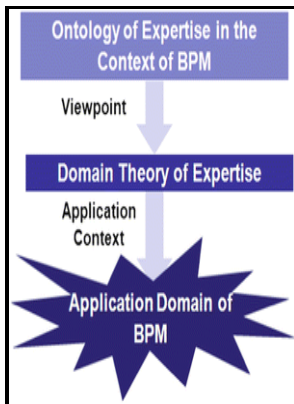 Ontology of Expertise in the
Context of BPM
Viewpoint
Domain Theory of Expertise
Application
Context
Application Domain of
BPM